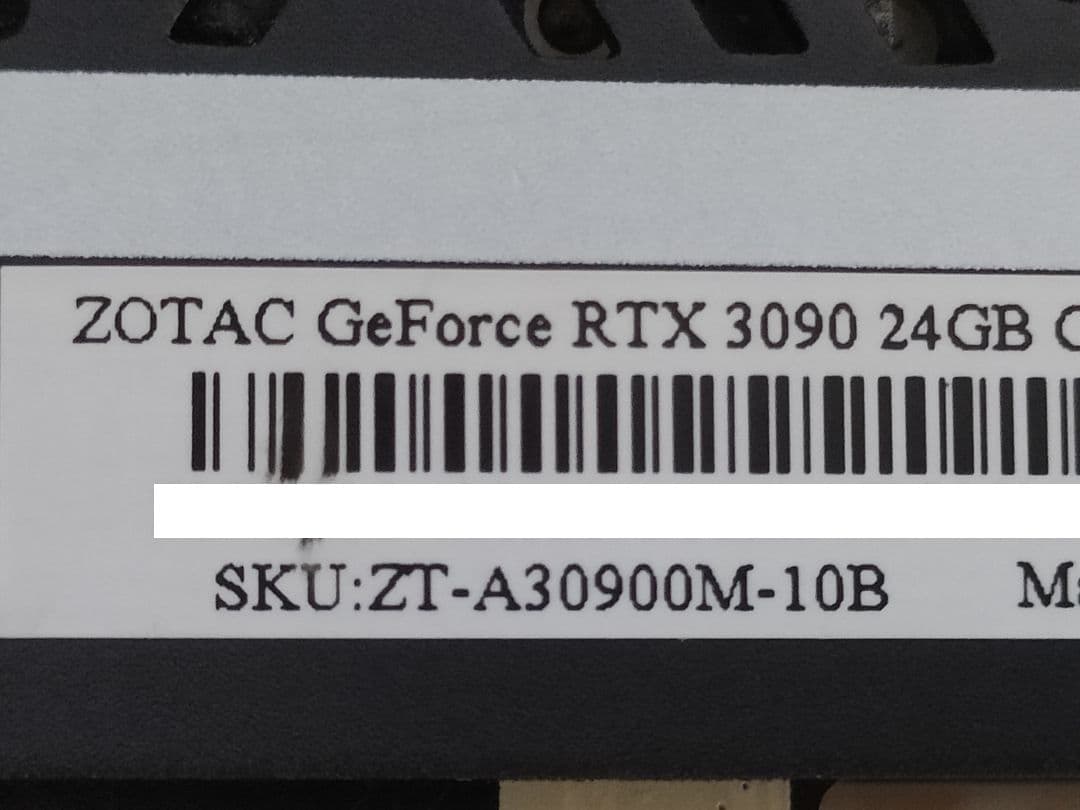 ZOTAC GeForce RTX 3090 24GB
SKU:ZT-A30900M-10B